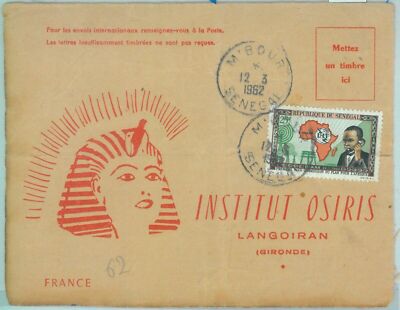 Pour les envois internationaux renseignez-vous à la Poste.
Les lettres insuffisamment timbrées ne sont pas reçues.
Mettez
un timbre
ici
M'BOUR
12 3
1962
SENEGAL
REPUBLIQUE DU SÉNÉGAL
M'
SENEGAL
INSTITUT OSIRIS
LANGOIRAN
(GIRONDE)
FRANCE
62